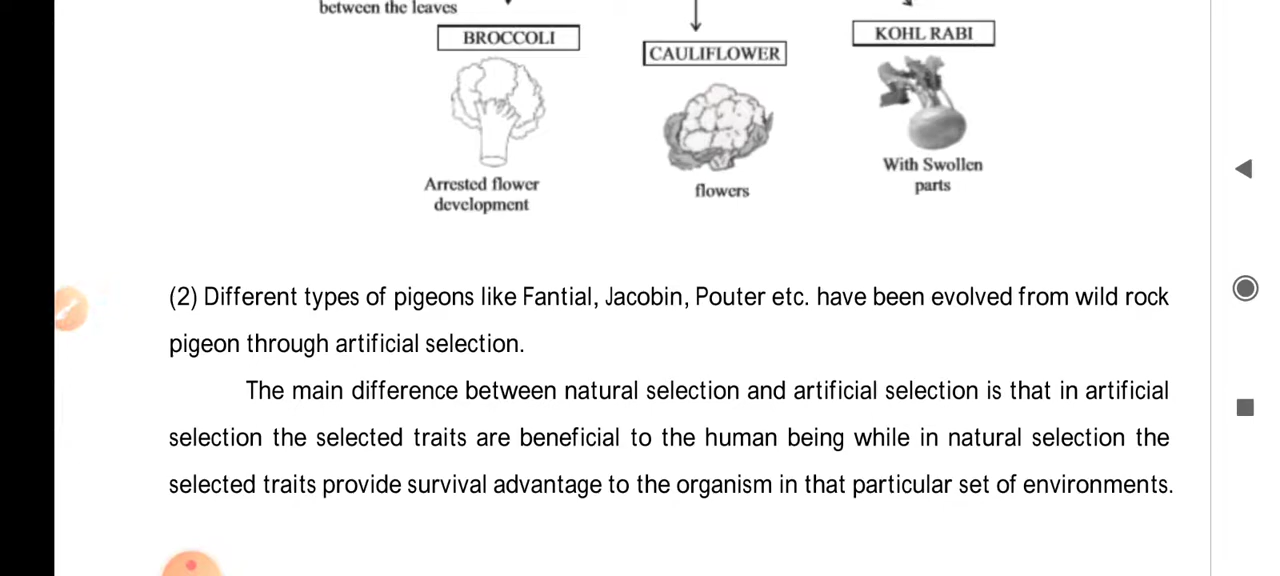 between the leaves
BROCCOLI
CAULIFLOWER
KOHL RABI
Arrested flower
development
flowers
With Swollen
parts
(2) Different types of pigeons like Fantial, Jacobin, Pouter etc. have been evolved from wild rock
pigeon through artificial selection.
The main difference between natural selection and artificial selection is that in artificial
selection the selected traits are beneficial to the human being while in natural selection the
selected traits provide survival advantage to the organism in that particular set of environments.